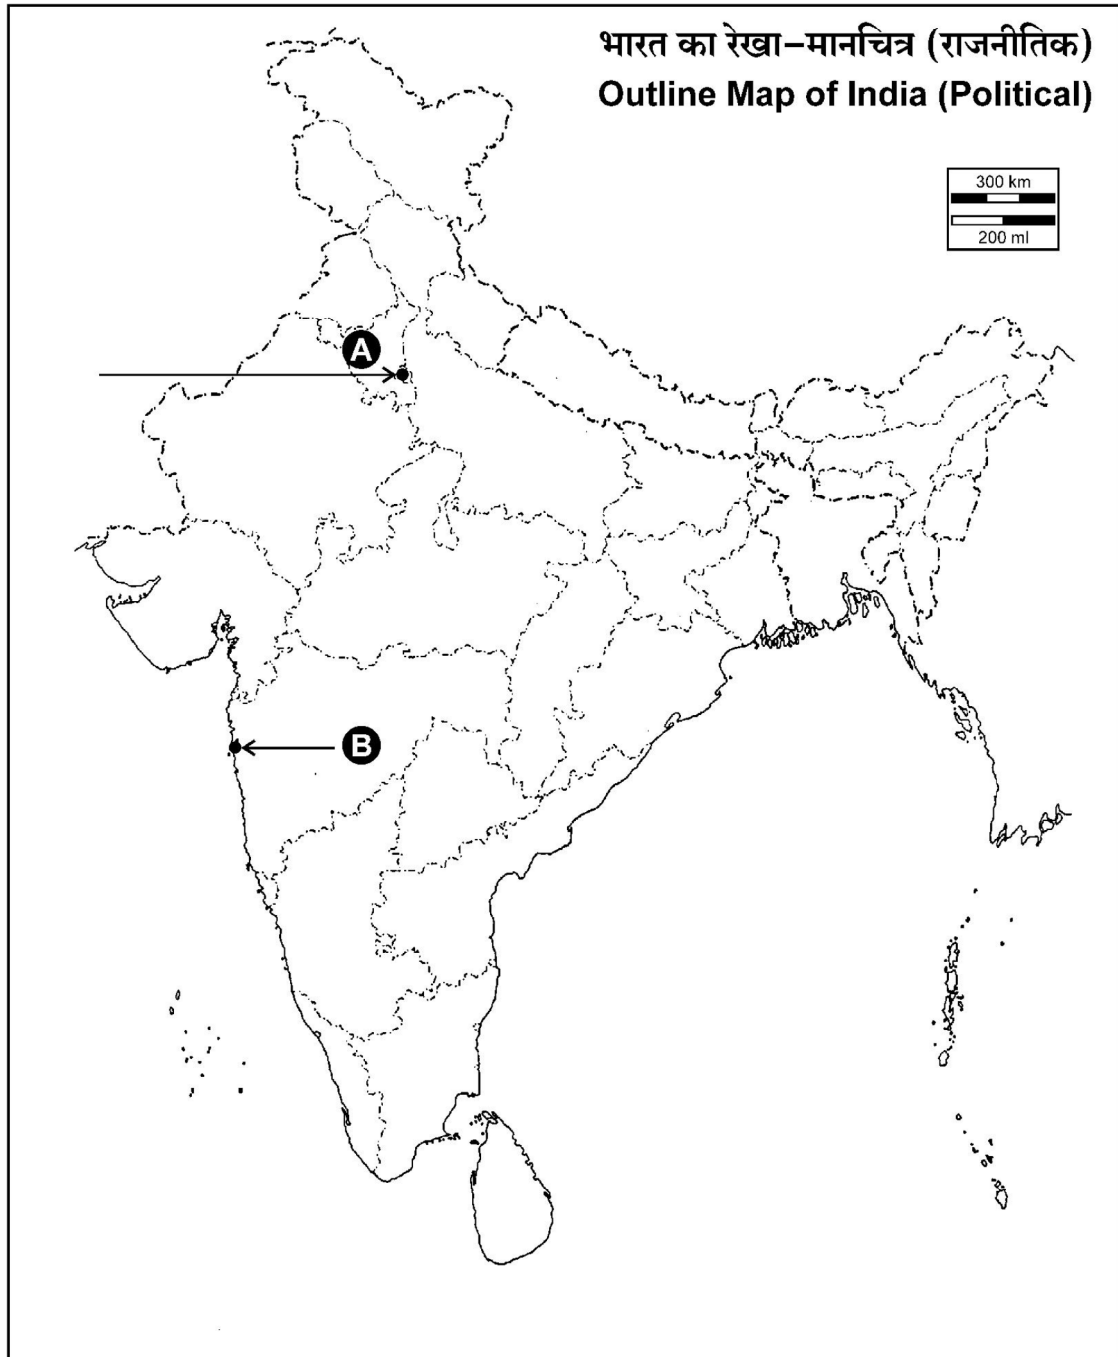 भारत का रेखा–मानचित्र (राजनीतिक)
Outline Map of India (Political)
300 km
200 ml
A
B